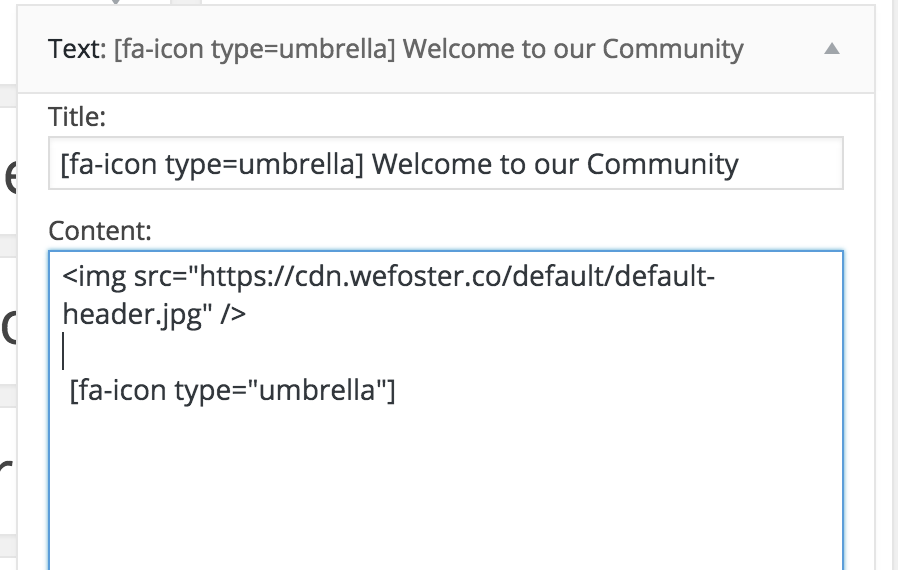 Text: [fa-icon type=umbrella] Welcome to our Community
Title:
[fa-icon type=umbrella] Welcome to our Community
Content:
<img src="https://cdn.wefoster.co/default/default-
header.jpg" />
[fa-icon type="umbrella"]